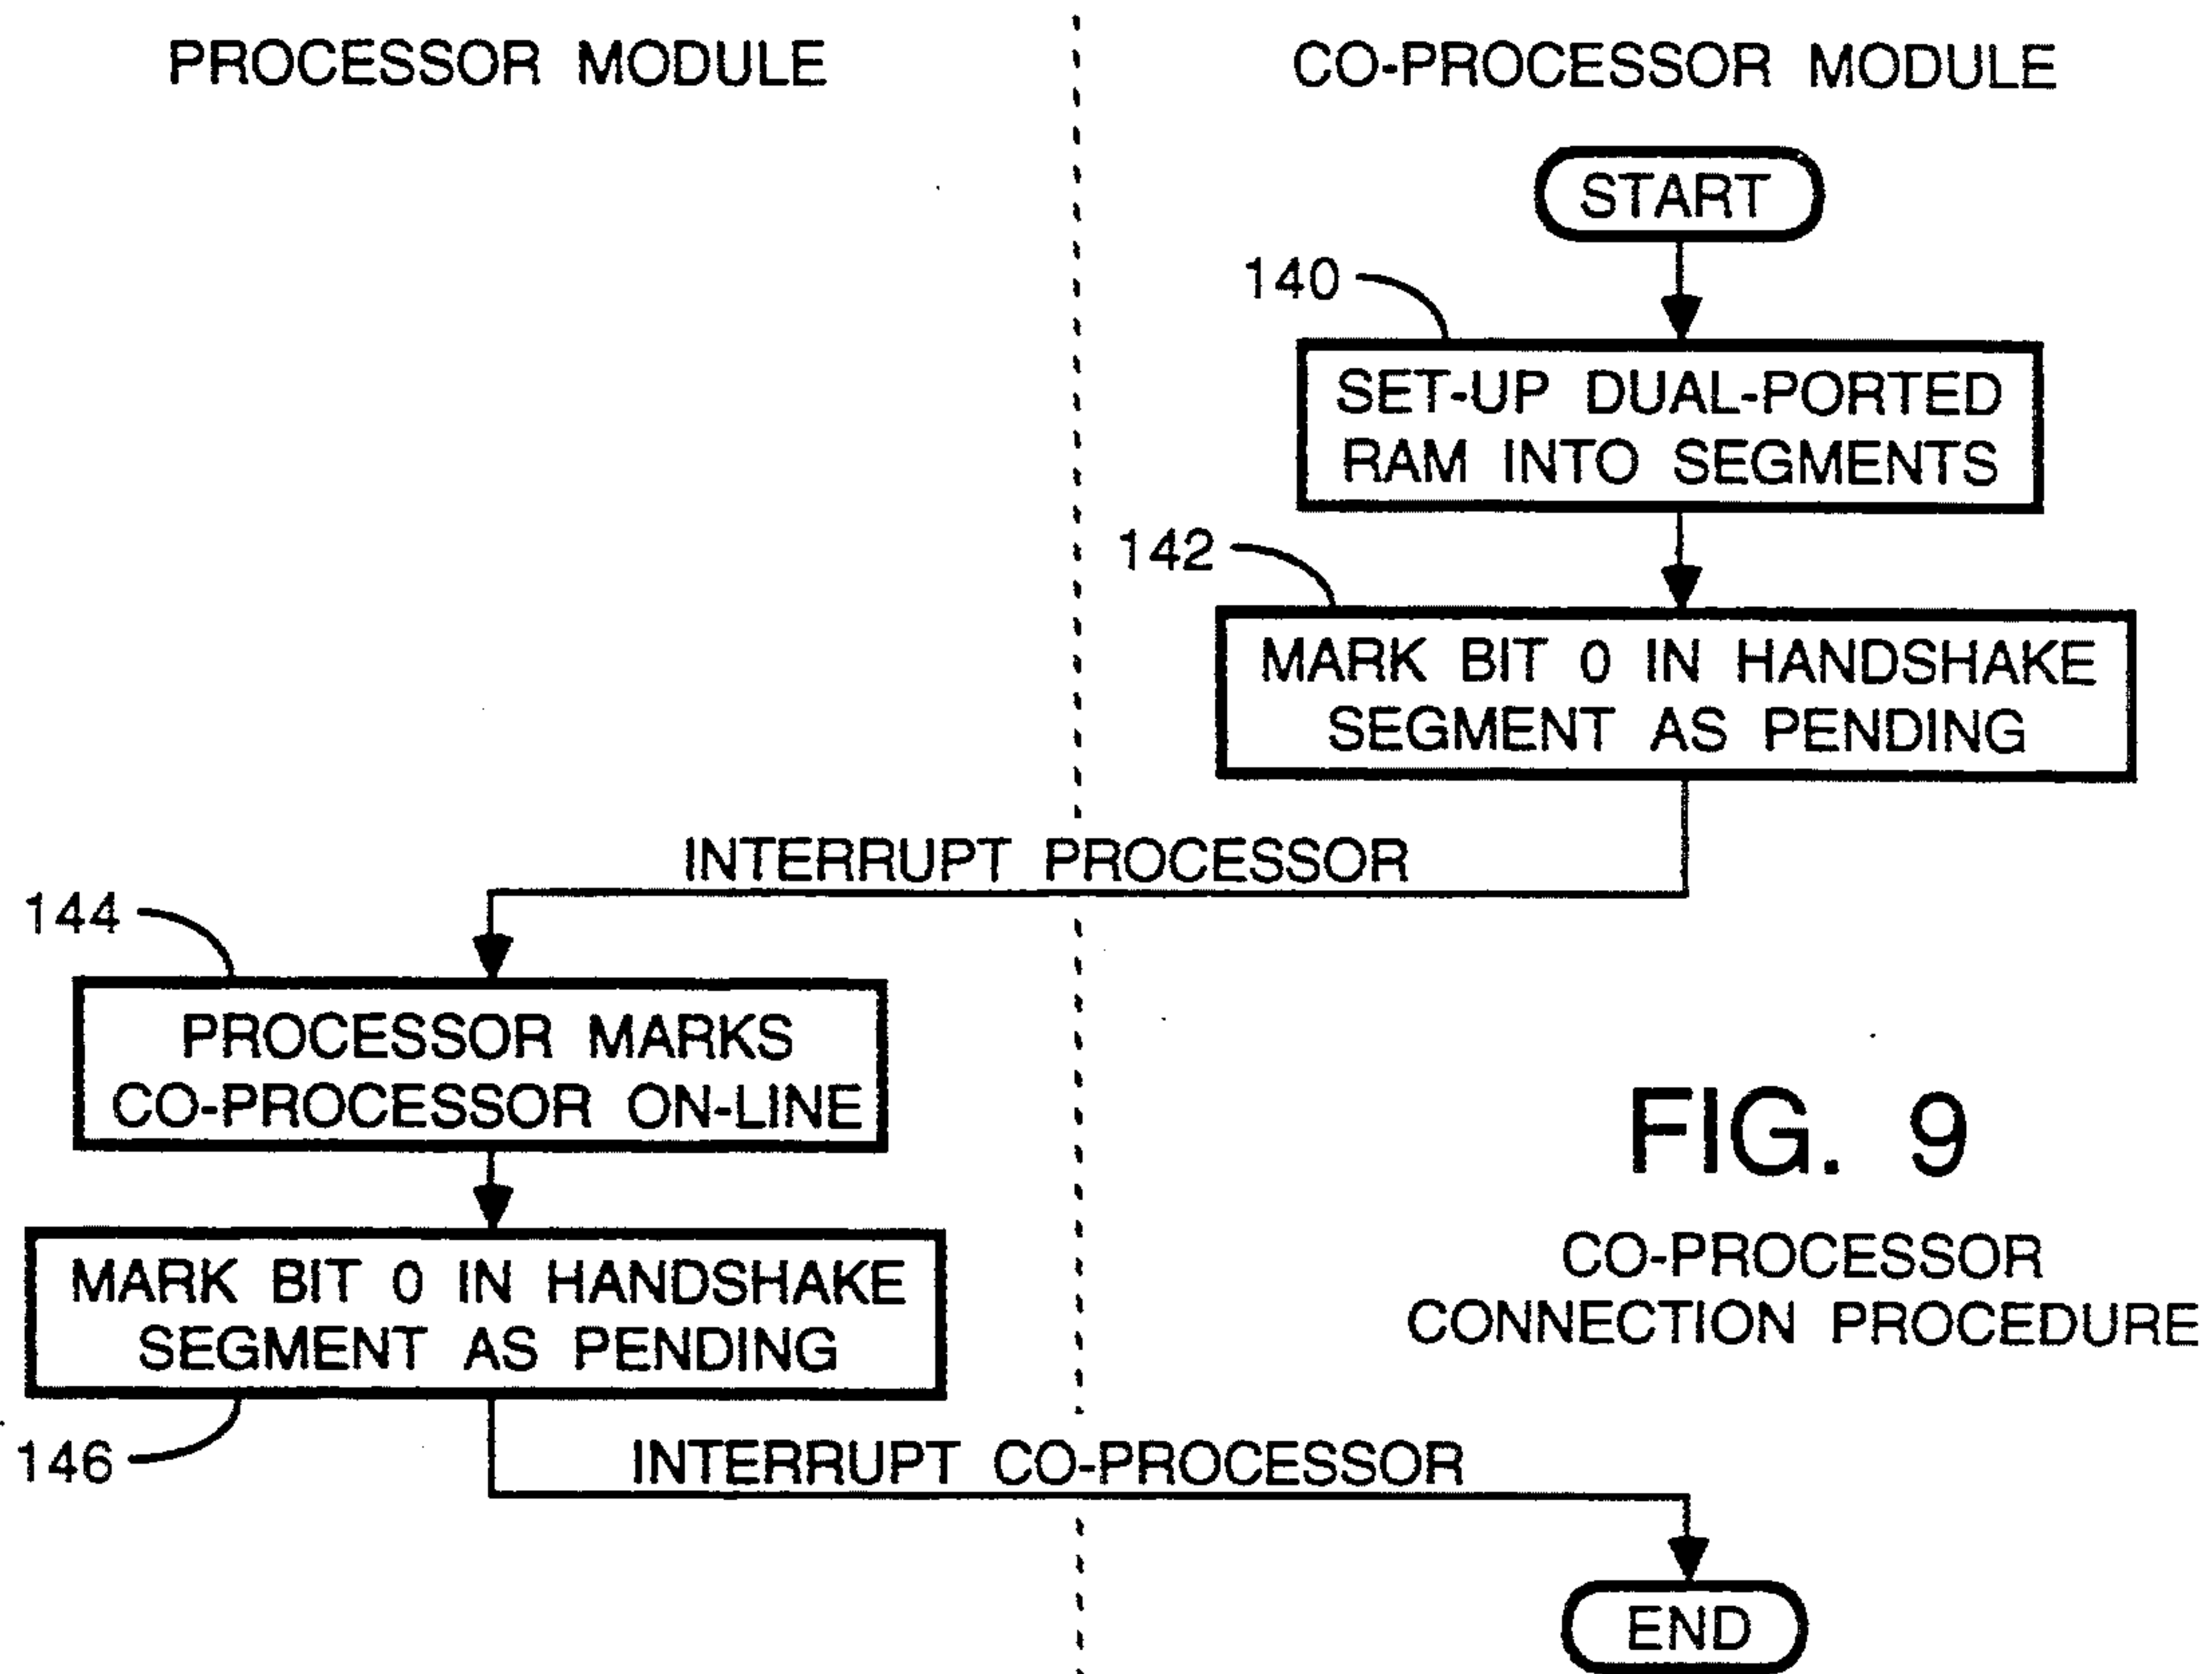 PROCESSOR MODULE
CO-PROCESSOR MODULE
START
140
SET-UP DUAL-PORTED
RAM INTO SEGMENTS
142
MARK BIT 0 IN HANDSHAKE
SEGMENT AS PENDING
INTERRUPT PROCESSOR
144
PROCESSOR MARKS
CO-PROCESSOR ON-LINE
MARK BIT 0 IN HANDSHAKE
SEGMENT AS PENDING
146
INTERRUPT CO-PROCESSOR
END
FIG. 9
CO-PROCESSOR
CONNECTION PROCEDURE